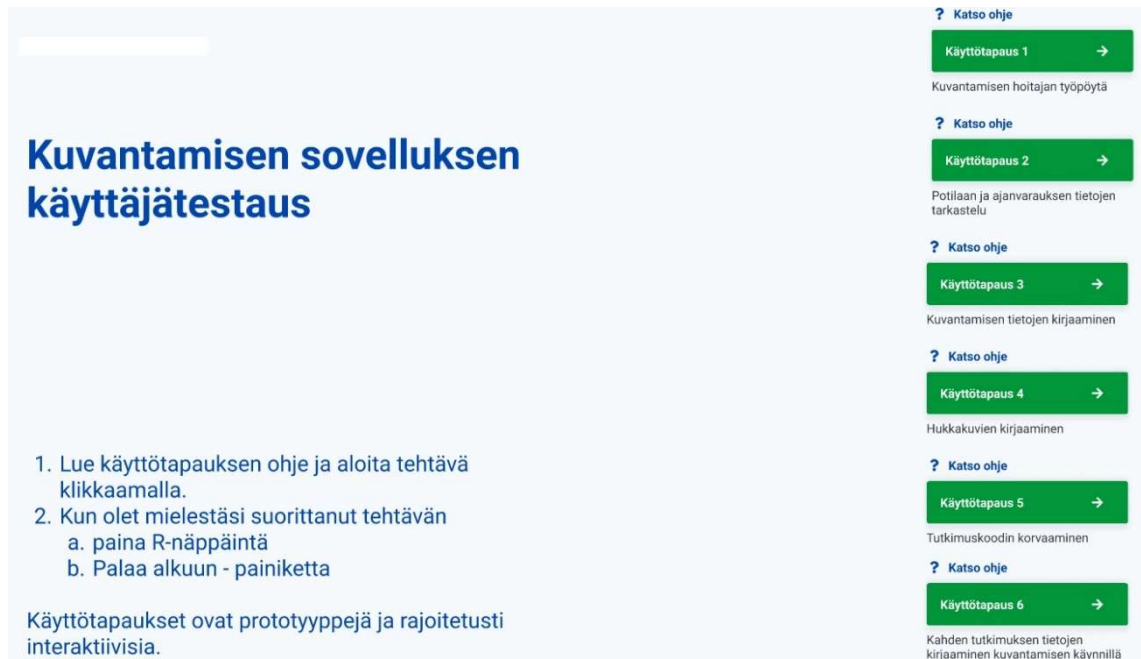 Kuvantamisen sovelluksen
käyttäjätestaus
1. Lue käyttötapauksen ohje ja aloita tehtävä
klikkaamalla.
2. Kun olet mielestäsi suorittanut tehtävän
a. paina R-näppäintä
b. Palaa alkuun - painiketta
Käyttötapaukset ovat prototyyppejä ja rajoitetusti
interaktiivisia.
? Katso ohje
Käyttötapaus 1 →
Kuvantamisen hoitajan työpöytä
? Katso ohje
Käyttötapaus 2 →
Potilaan ja ajanvarauksen tietojen
tarkastelu
? Katso ohje
Käyttötapaus 3 →
Kuvantamisen tietojen kirjaaminen
? Katso ohje
Käyttötapaus 4 →
Hukkakuvien kirjaaminen
? Katso ohje
Käyttötapaus 5 →
Tutkimuskoodin korvaaminen
? Katso ohje
Käyttötapaus 6 →
Kahden tutkimuksen tietojen
kirjaaminen kuvantamisen käynnillä